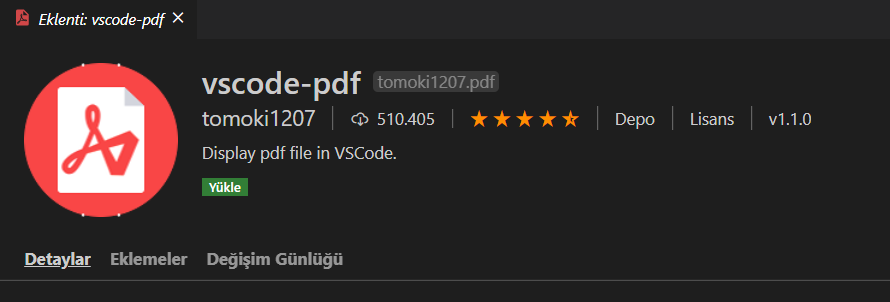 Eklenti: vscode-pdf
vscode-pdf tomoki1207.pdf
tomoki1207 510.405 Depo Lisans v1.1.0
Display pdf file in VSCode.
Yükle
Detaylar Eklemeler Değişim Günlüğü